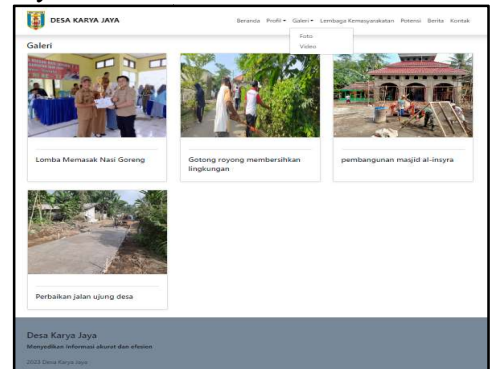 DESA KARYA JAYA
Beranda Profil Galeri Lembaga Kemasyarakatan Potensi Berita Kontak
Foto
Video
Galeri
Lomba Memasak Nasi Goreng
Gotong royong membersihkan
lingkungan
pembangunan masjid al-insyra
Perbaikan jalan ujung desa
Desa Karya Jaya
Menyedikan informasi akurat dan efesien
Desa Karya Jaya